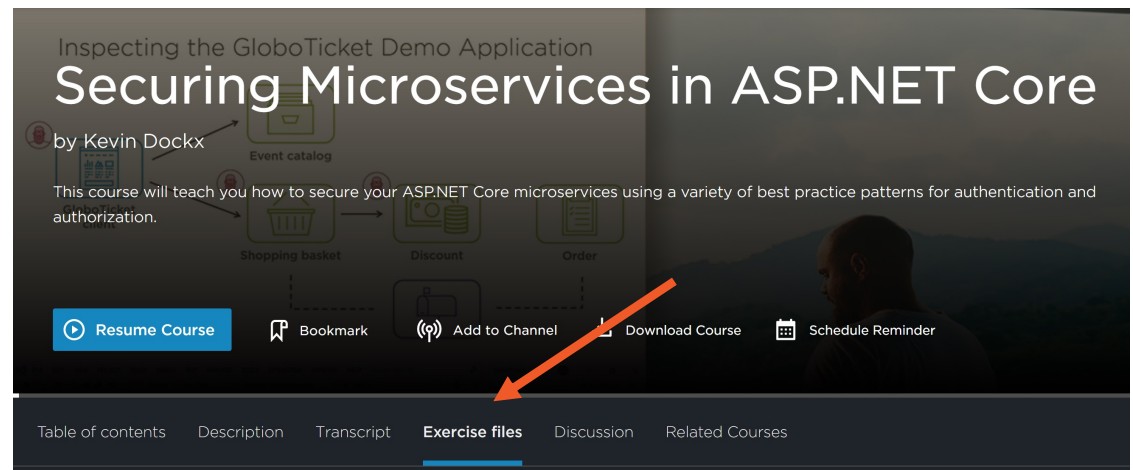 Inspecting the GloboTicket Demo Application
Securing Microservices in ASP.NET Core
by Kevin Dockx
Event catalog
This course will teach you how to secure your ASP.NET Core microservices using a variety of best practice patterns for authentication and
authorization.
GloboTicket
client
Shopping basket
Discount
Order
Resume Course
Bookmark
Add to Channel
Download Course
Schedule Reminder
Table of contents
Description
Transcript
Exercise files
Discussion
Related Courses